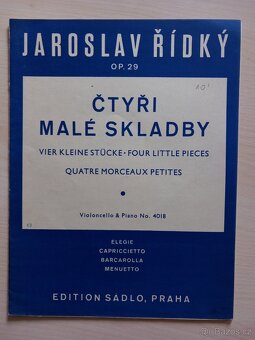 JAROSLAV ŘÍDKÝ
OP. 29
ČTYŘI
MALÉ SKLADBY
VIER KLEINE STÜCKE · FOUR LITTLE PIECES
QUATRE MORCEAUX PETITES
Violoncello & Piano No. 4018
ELEGIE
CAPRICCIETTO
BARCAROLLA
MENUETTO
EDITION SÁDLO, PRAHA